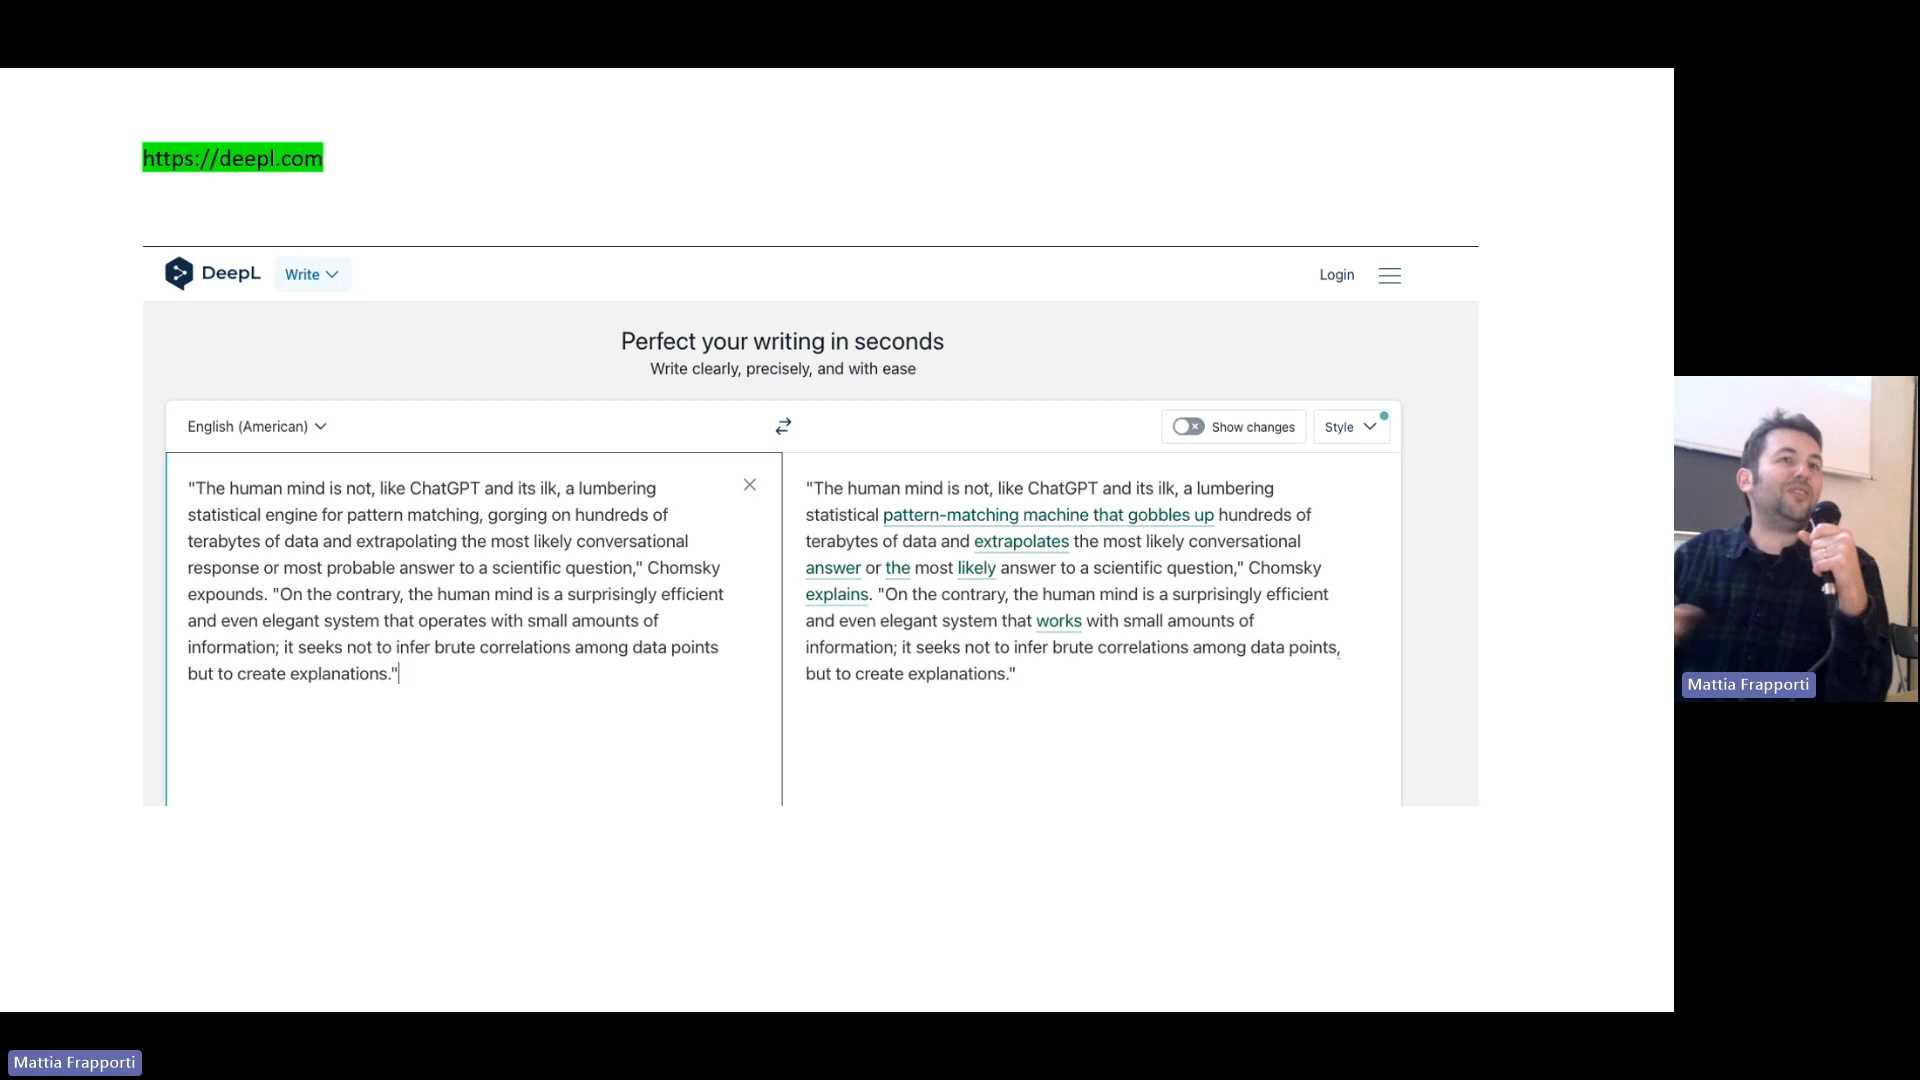 https://deepl.com
DeepL
Write
Login
Perfect your writing in seconds
Write clearly, precisely, and with ease
English (American)
Show changes
Style
"The human mind is not, like ChatGPT and its ilk, a lumbering
statistical engine for pattern matching, gorging on hundreds of
terabytes of data and extrapolating the most likely conversational
response or most probable answer to a scientific question," Chomsky
expounds. "On the contrary, the human mind is a surprisingly efficient
and even elegant system that operates with small amounts of
information; it seeks not to infer brute correlations among data points
but to create explanations."
"The human mind is not, like ChatGPT and its ilk, a lumbering
statistical pattern-matching machine that gobbles up hundreds of
terabytes of data and extrapolates the most likely conversational
answer or the most likely answer to a scientific question," Chomsky
explains. "On the contrary, the human mind is a surprisingly efficient
and even elegant system that works with small amounts of
information; it seeks not to infer brute correlations among data points,
but to create explanations."
Mattia Frapporti
Mattia Frapporti